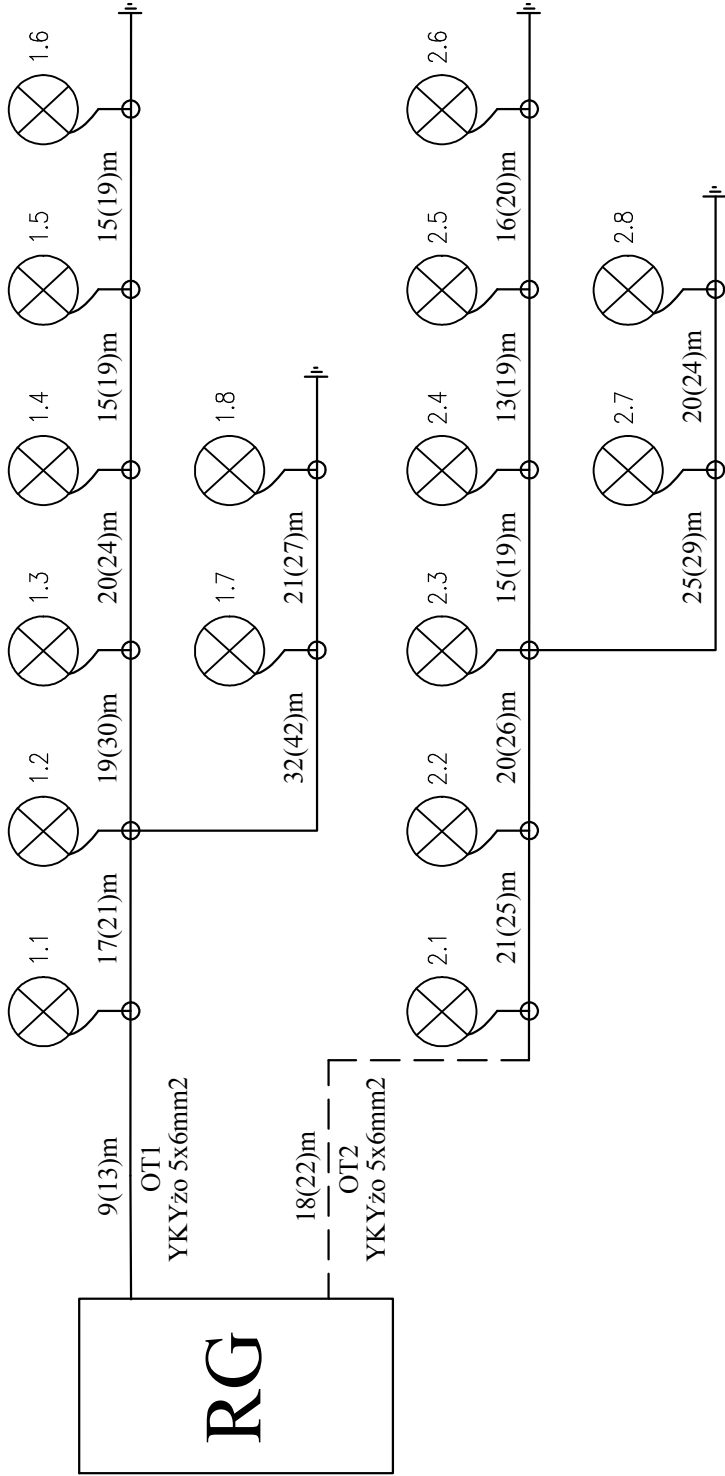 RG
9(13)m
OT1
YKYżo 5x6mm2
1.1
17(21)m
1.2
19(30)m
1.3
20(24)m
1.4
15(19)m
1.5
15(19)m
1.6
32(42)m
1.7
21(27)m
1.8
18(22)m
OT2
YKYżo 5x6mm2
2.1
21(25)m
2.2
20(26)m
2.3
15(19)m
2.4
13(19)m
2.5
16(20)m
2.6
25(29)m
2.7
20(24)m
2.8